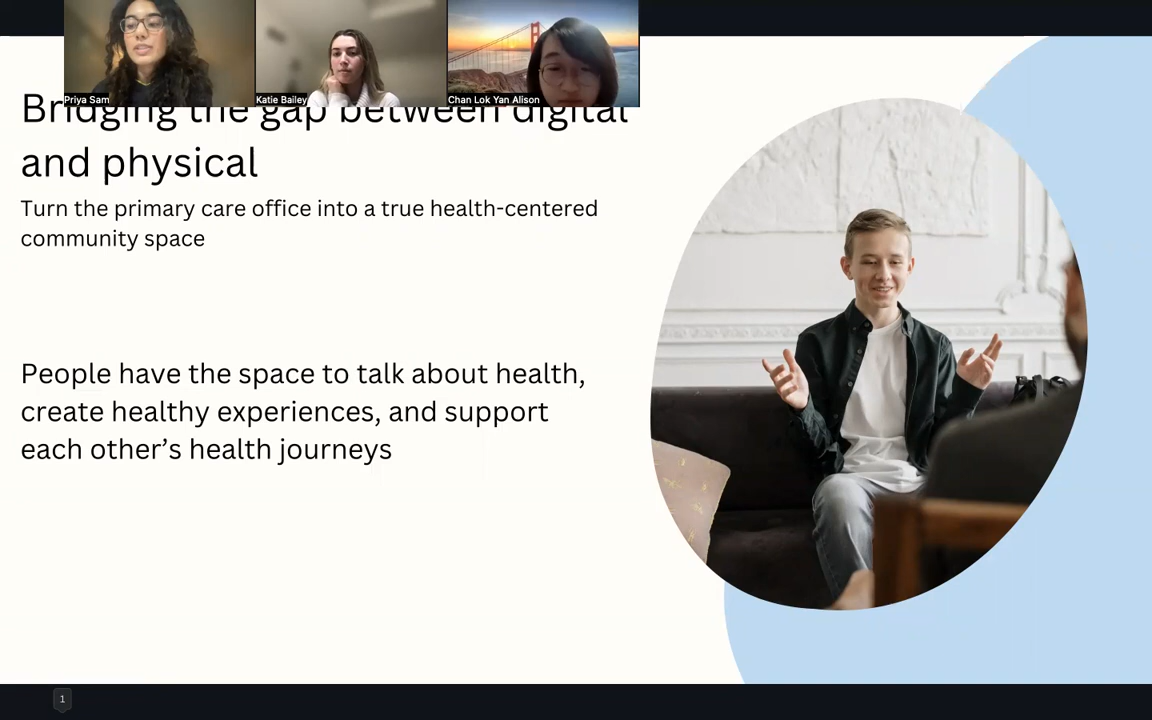 Priya Sam
Katie Bailey
Chan Lok Yan Alison
Bridging the gap between digital
and physical
Turn the primary care office into a true health-centered
community space
People have the space to talk about health,
create healthy experiences, and support
each other’s health journeys
1